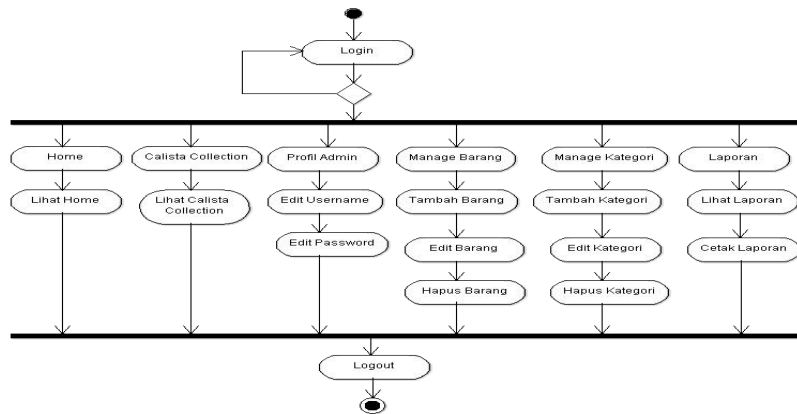 Login
Home
Calista Collection
Profil Admin
Manage Barang
Manage Kategori
Laporan
Lihat Home
Lihat Calista
Collection
Edit Username
Tambah Barang
Tambah Kategori
Lihat Laporan
Edit Password
Edit Barang
Edit Kategori
Cetak Laporan
Hapus Barang
Hapus Kategori
Logout